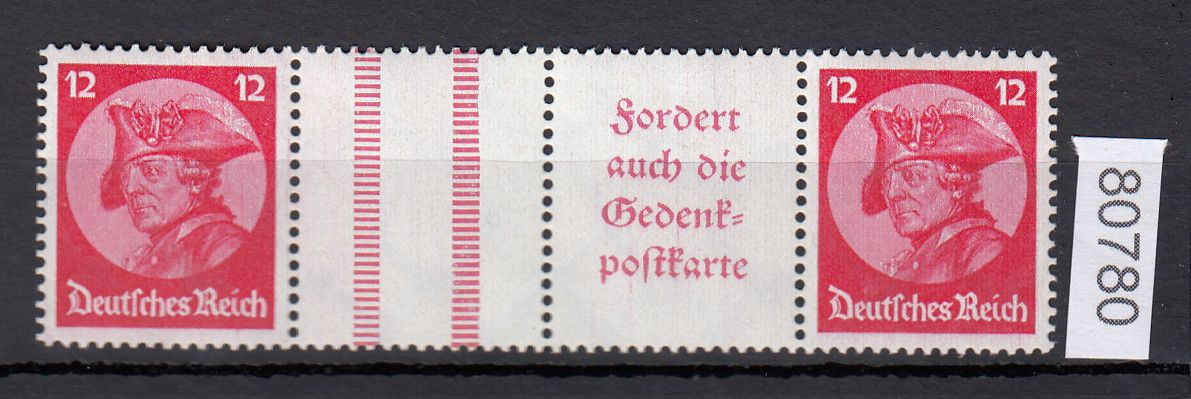 12 12
Deutsches Reich
Fordert
auch die
Gedenk-
postkarte
12 12
Deutsches Reich
80780